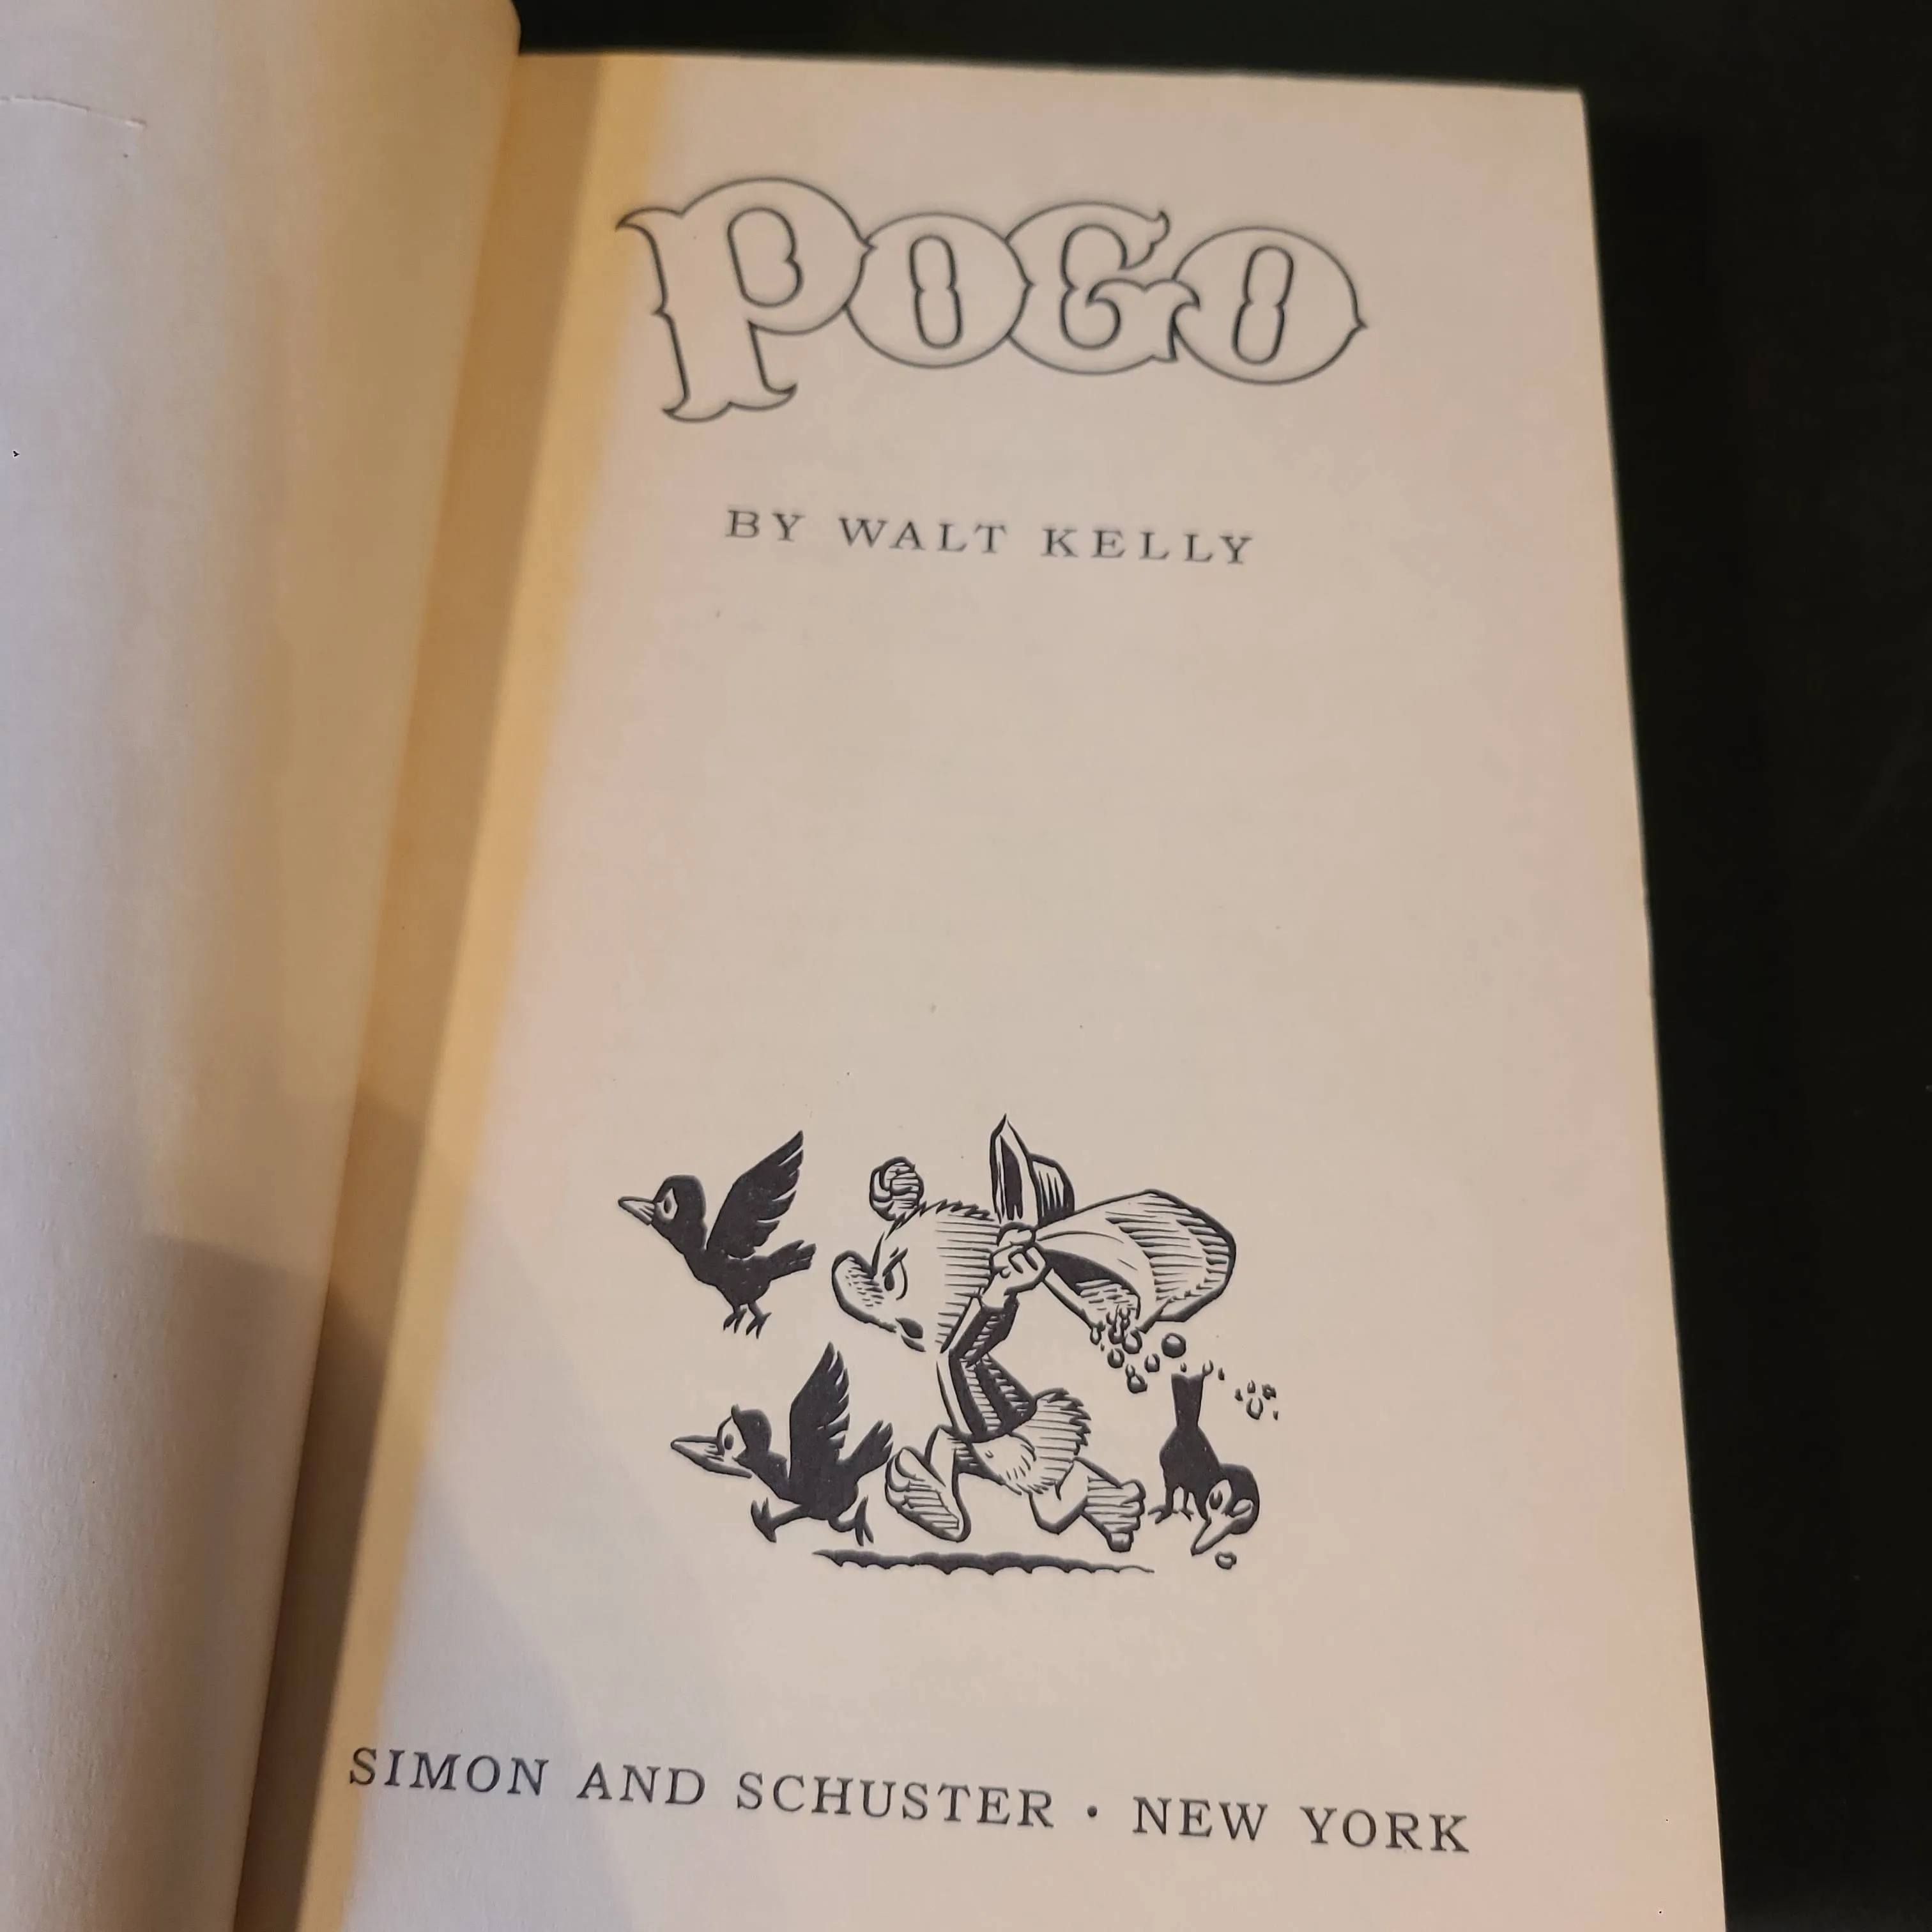 POGO
BY WALT KELLY
SIMON AND SCHUSTER • NEW YORK